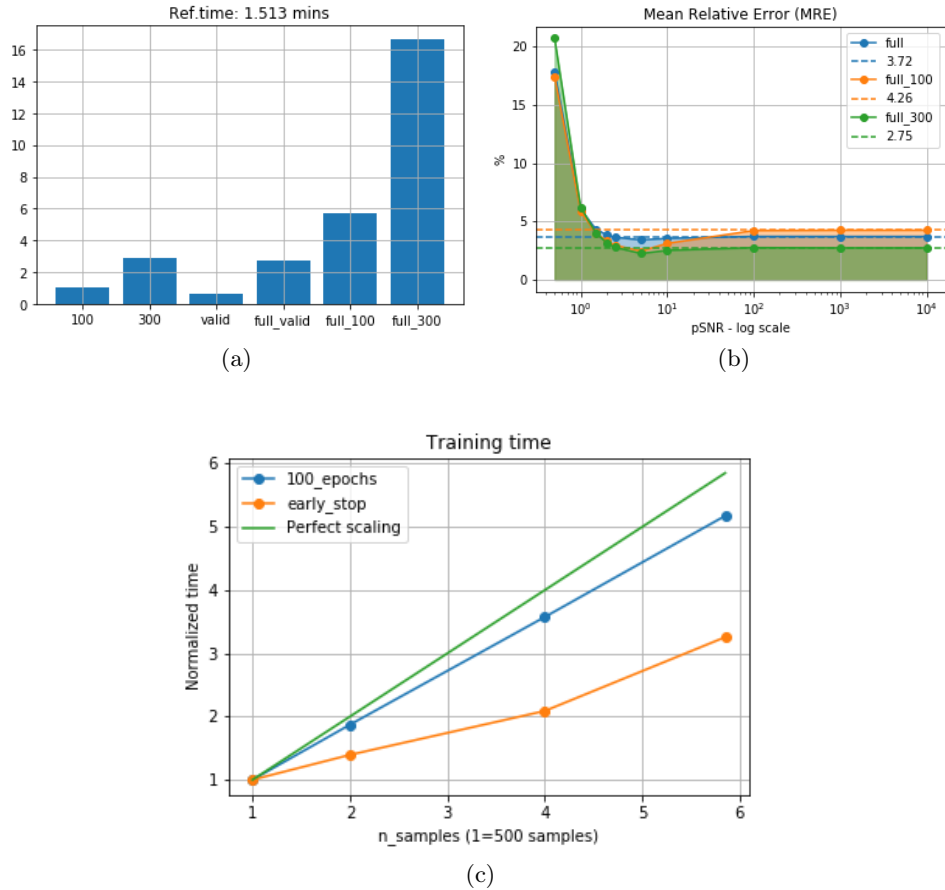 Ref.time: 1.513 mins
16
14
12
10
8
6
4
2
0
100 300 valid full_valid full_100 full_300
(a)
Mean Relative Error (MRE)
20
15
10
5
0
%
full
3.72
full_100
4.26
full_300
2.75
10^0 10^1 10^2 10^3 10^4
pSNR - log scale
(b)
Training time
6
5
4
3
2
1
Normalized time
100_epochs
early_stop
Perfect scaling
1 2 3 4 5 6
n_samples (1=500 samples)
(c)